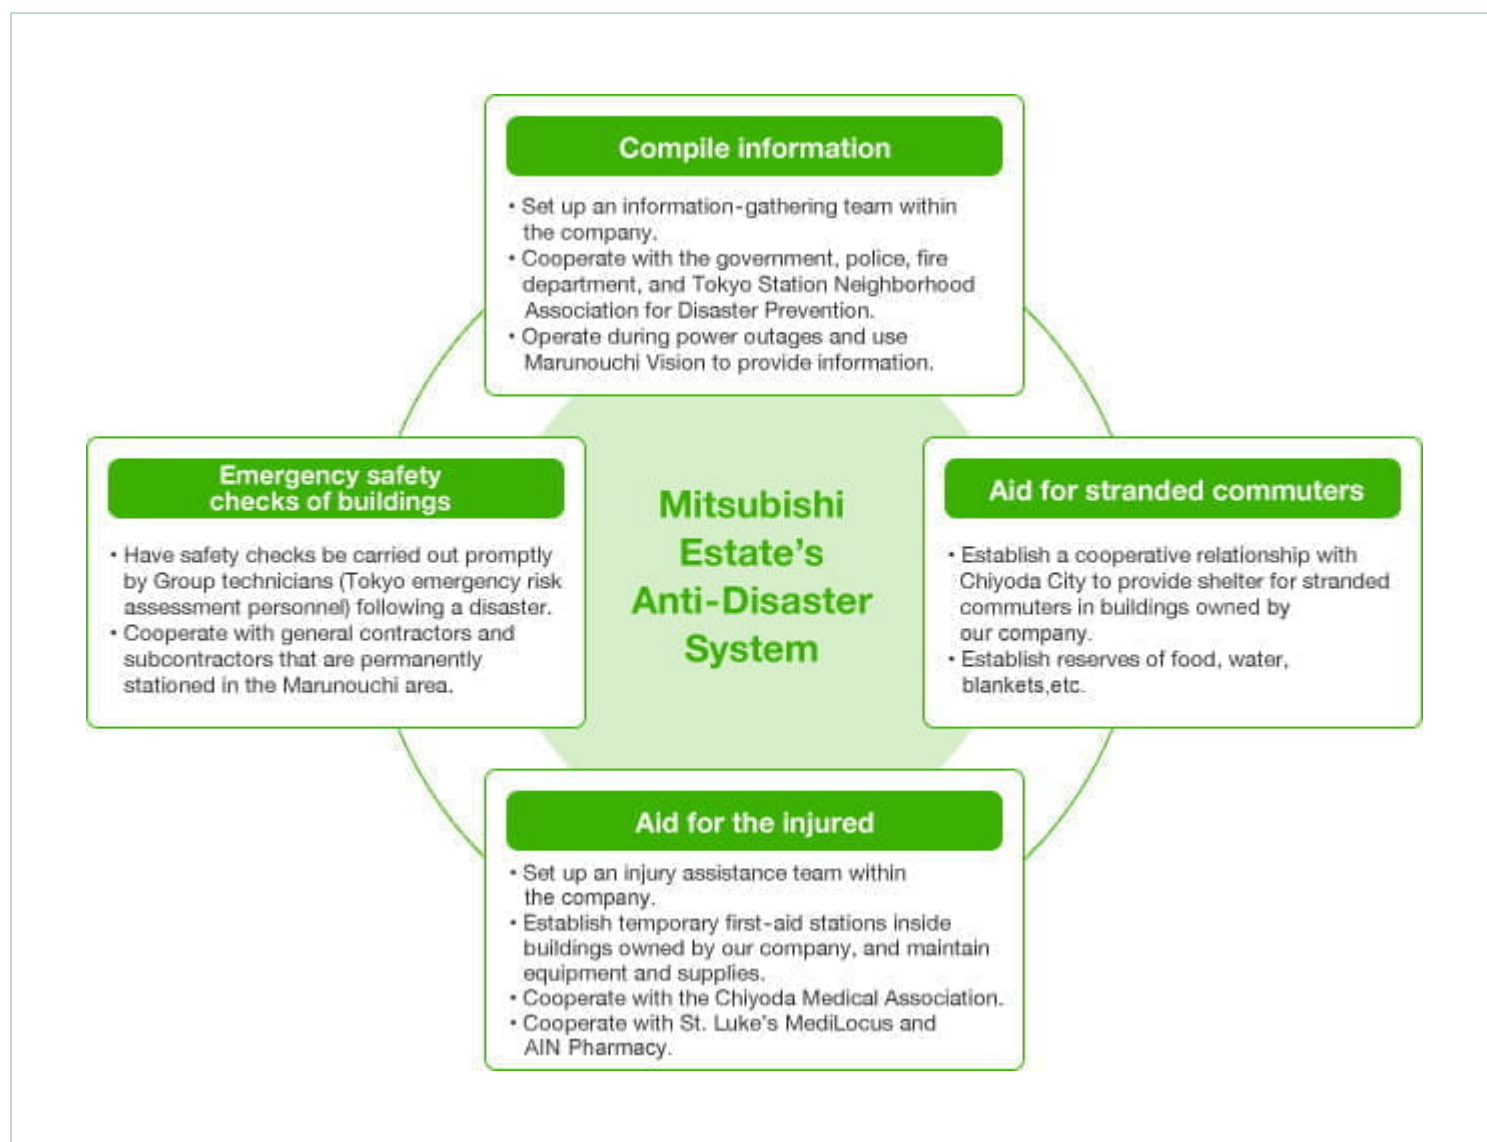 Compile information
• Set up an information-gathering team within
the company.
• Cooperate with the government, police, fire
department, and Tokyo Station Neighborhood
Association for Disaster Prevention.
• Operate during power outages and use
Marunouchi Vision to provide information.
Emergency safety
checks of buildings
• Have safety checks be carried out promptly
by Group technicians (Tokyo emergency risk
assessment personnel) following a disaster.
• Cooperate with general contractors and
subcontractors that are permanently
stationed in the Marunouchi area.
Mitsubishi
Estate's
Anti-Disaster
System
Aid for stranded commuters
• Establish a cooperative relationship with
Chiyoda City to provide shelter for stranded
commuters in buildings owned by
our company.
• Establish reserves of food, water,
blankets,etc.
Aid for the injured
• Set up an injury assistance team within
the company.
• Establish temporary first-aid stations inside
buildings owned by our company, and maintain
equipment and supplies.
• Cooperate with the Chiyoda Medical Association.
• Cooperate with St. Luke's MediLocus and
AIN Pharmacy.